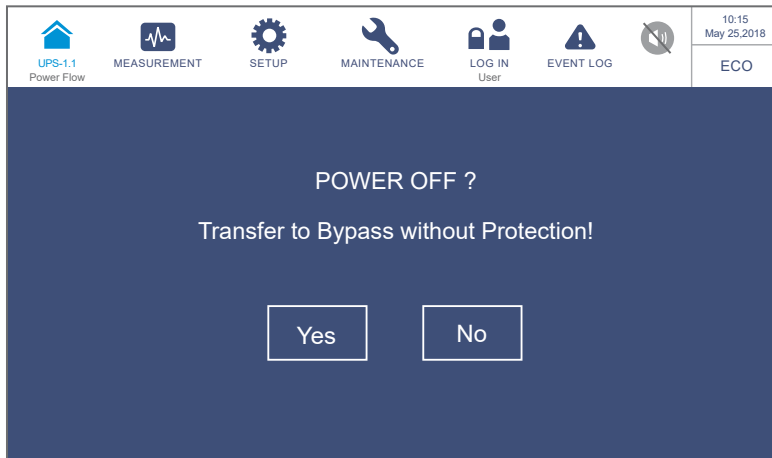 UPS-1.1
Power Flow
MEASUREMENT
SETUP
MAINTENANCE
LOG IN
User
EVENT LOG
10:15
May 25,2018
ECO
POWER OFF ?
Transfer to Bypass without Protection!
Yes
No